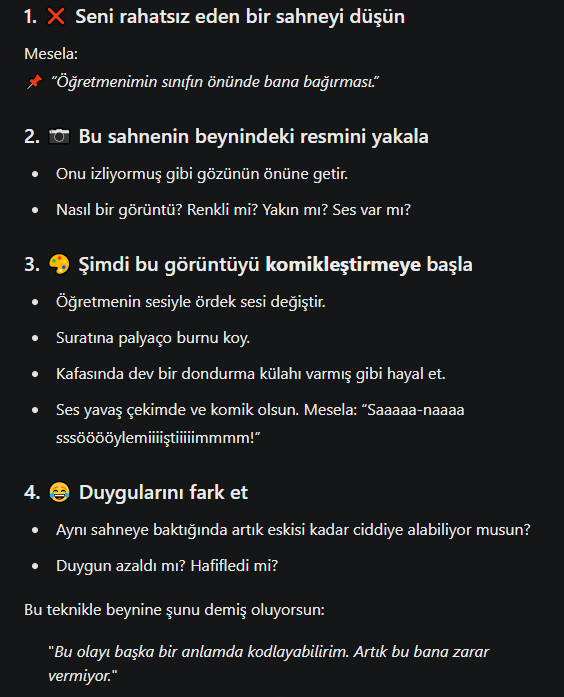 1. ❌ Seni rahatsız eden bir sahneyi düşün
Mesela:
📌 “Öğretmenimin sınıfın önünde bana bağırması.”
2. 📷 Bu sahnenin beynindeki resmini yakala
• Onu izliyormuş gibi gözünün önüne getir.
• Nasıl bir görüntü? Renkli mi? Yakın mı? Ses var mı?
3. 🎨 Şimdi bu görüntüyü komikleştirmeye başla
• Öğretmenin sesiyle ördek sesi değiştir.
• Suratına palyaço burnu koy.
• Kafasında dev bir dondurma külahı varmış gibi hayal et.
• Ses yavaş çekimde ve komik olsun. Mesela: “Saaaaa-naaaa
sssööööylemiiiiştiiiiimmmm!”
4. 😂 Duygularını fark et
• Aynı sahneye baktığında artık eskisi kadar ciddiye alabiliyor musun?
• Duygun azaldı mı? Hafifledi mi?
Bu teknikle beynine şunu demiş oluyorsun:
"Bu olayı başka bir anlamda kodlayabilirim. Artık bu bana zarar
vermiyor."